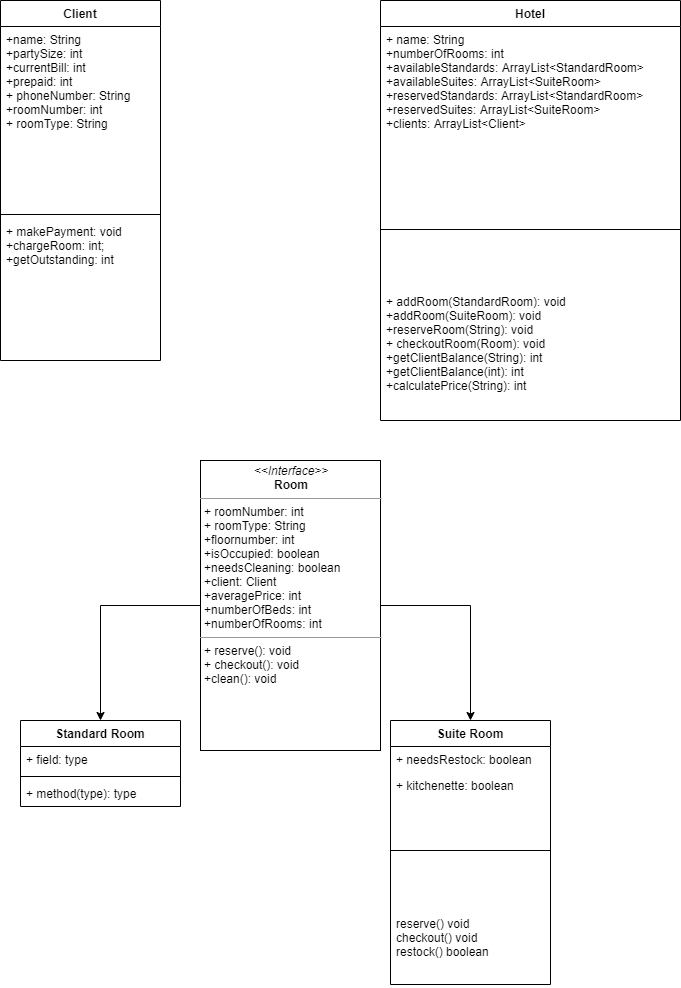 Client
+name: String
+partySize: int
+currentBill: int
+prepaid: int
+ phoneNumber: String
+roomNumber: int
+ roomType: String
+ makePayment: void
+chargeRoom: int;
+getOutstanding: int
Hotel
+ name: String
+numberOfRooms: int
+availableStandards: ArrayList<StandardRoom>
+availableSuites: ArrayList<SuiteRoom>
+reservedStandards: ArrayList<StandardRoom>
+reservedSuites: ArrayList<SuiteRoom>
+clients: ArrayList<Client>
+ addRoom(StandardRoom): void
+addRoom(SuiteRoom): void
+reserveRoom(String): void
+ checkoutRoom(Room): void
+getClientBalance(String): int
+getClientBalance(int): int
+calculatePrice(String): int
<<Interface>>
Room
+ roomNumber: int
+ roomType: String
+floornumber: int
+isOccupied: boolean
+needsCleaning: boolean
+client: Client
+averagePrice: int
+numberOfBeds: int
+numberOfRooms: int
+ reserve(): void
+ checkout(): void
+clean(): void
Standard Room
+ field: type
+ method(type): type
Suite Room
+ needsRestock: boolean
+ kitchenette: boolean
reserve() void
checkout() void
restock() boolean